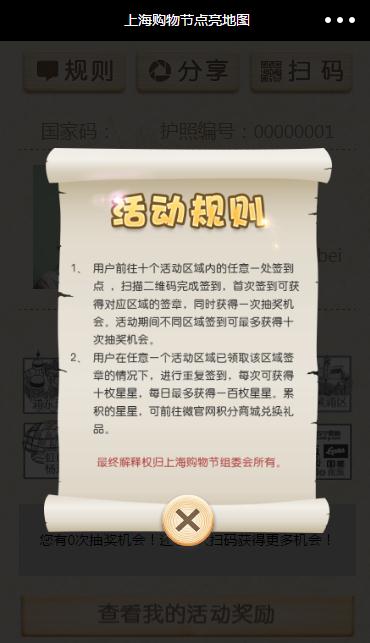 上海购物节点亮地图
规则 分享 扫码
国家码： 护照编号：00000001
活动规则
1、 用户前往十个活动区域内的任意一处签到
点 ，扫描二维码完成签到，首次签到可获
得对应区域的签章，同时获得一次抽奖机
会。活动期间不同区域签到可最多获得十
次抽奖机会。
2、 用户在任意一个活动区域已领取该区域签
章的情况下，进行重复签到，每次可获得
十枚星星，每日最多获得一百枚星星。累
积的星星，可前往微官网积分商城兑换礼
品。
最终解释权归上海购物节组委会所有。
您有0次抽奖机会！ 扫码获得更多机会！
查看我的活动奖励